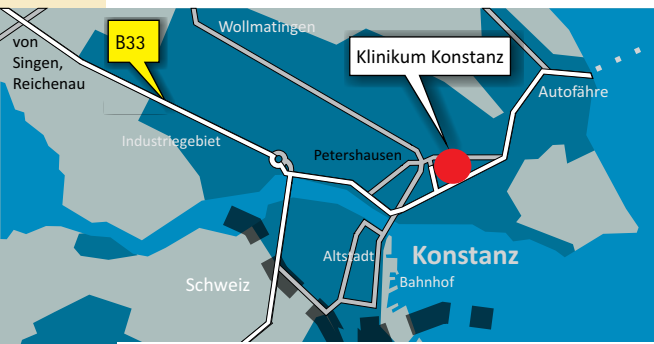 Wollmatingen
von
Singen,
Reichenau
B33
Klinikum Konstanz
Autofähre
Industriegebiet
Petershausen
Altstadt
Konstanz
Bahnhof
Schweiz